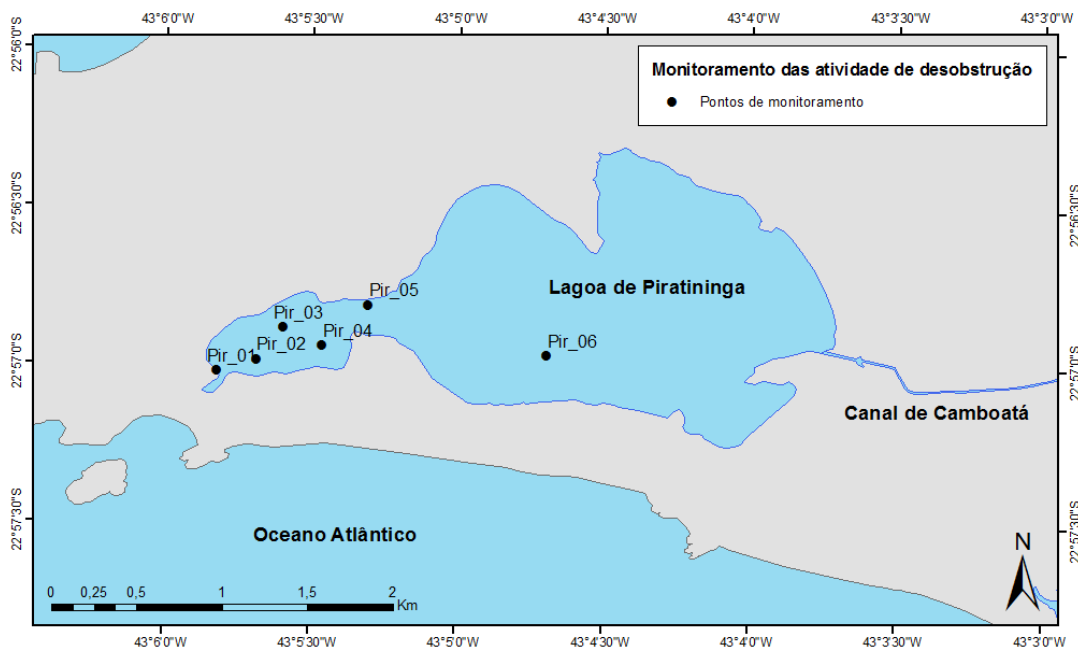 43°6'0"W 43°5'30"W 43°5'0"W 43°4'30"W 43°4'0"W 43°3'30"W 43°3'0"W
22°56'0"S
Monitoramento das atividade de desobstrução
Pontos de monitoramento
22°56'30"S 22°56'30"S
Lagoa de Piratininga
Pir_05
Pir_03
Pir_04
Pir_06
Pir_02
Pir_01
22°57'0"S 22°57'0"S
Canal de Camboatá
22°57'30"S 22°57'30"S
Oceano Atlântico
N
0 0,25 0,5 1 1,5 2
Km
43°6'0"W 43°5'30"W 43°5'0"W 43°4'30"W 43°4'0"W 43°3'30"W 43°3'0"W